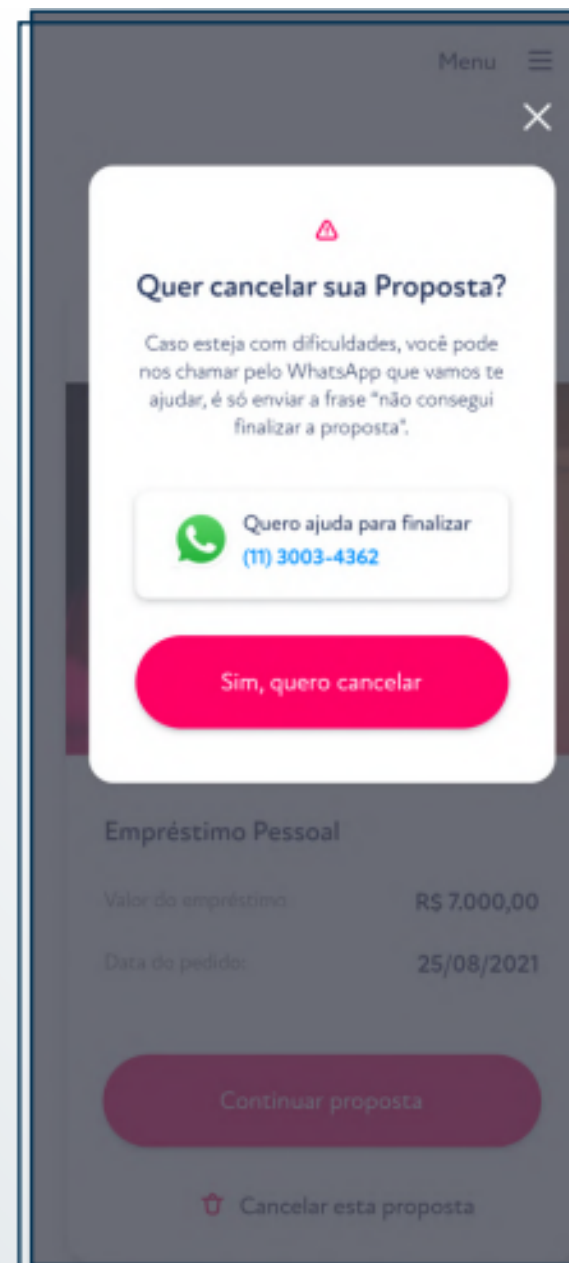 Menu
Quer cancelar sua Proposta?
Caso esteja com dificuldades, você pode
nos chamar pelo WhatsApp que vamos te
ajudar, é só enviar a frase "não consegui
finalizar a proposta".
Quero ajuda para finalizar
(11) 3003-4362
Sim, quero cancelar
Empréstimo Pessoal
Valor do empréstimo: R$ 7.000,00
Data do pedido: 25/08/2021
Continuar proposta
Cancelar esta proposta